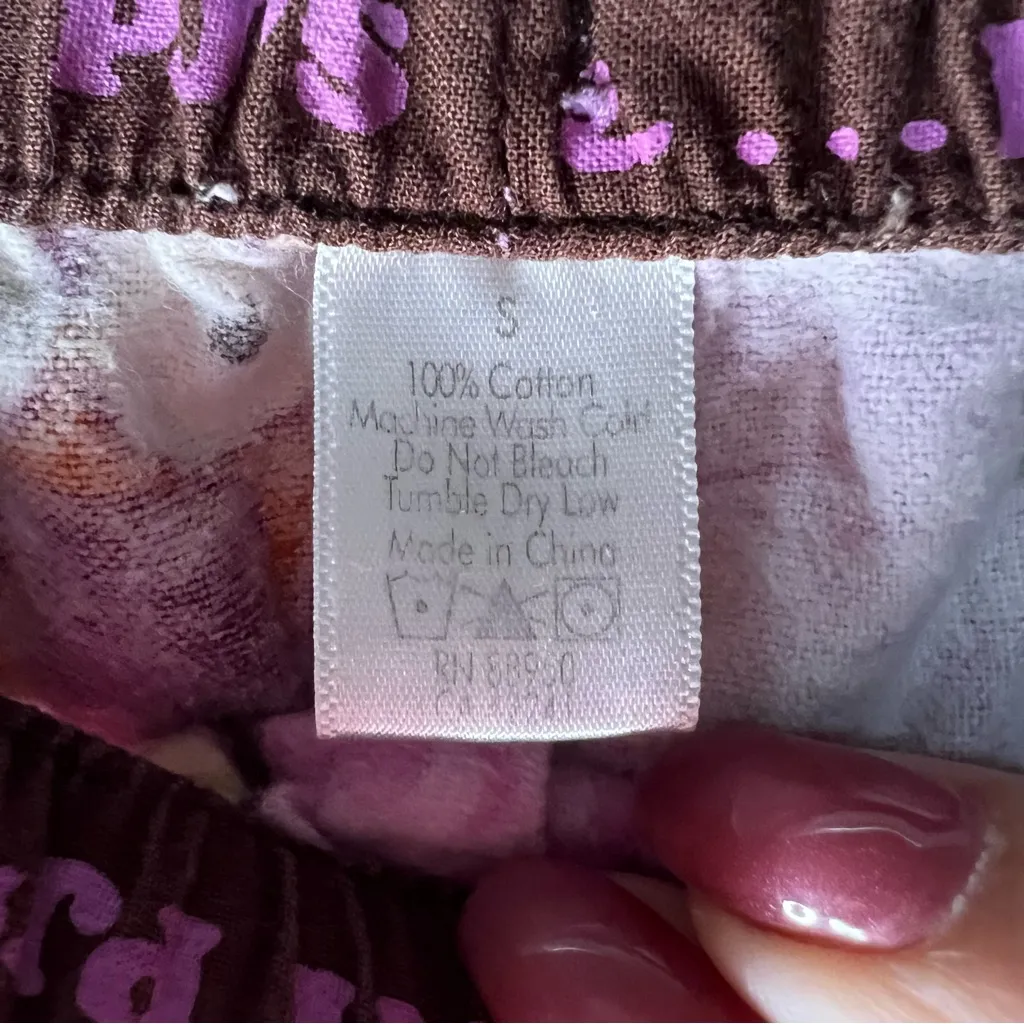 S
100% Cotton
Machine Wash Cold
Do Not Bleach
Tumble Dry Low
Made in China